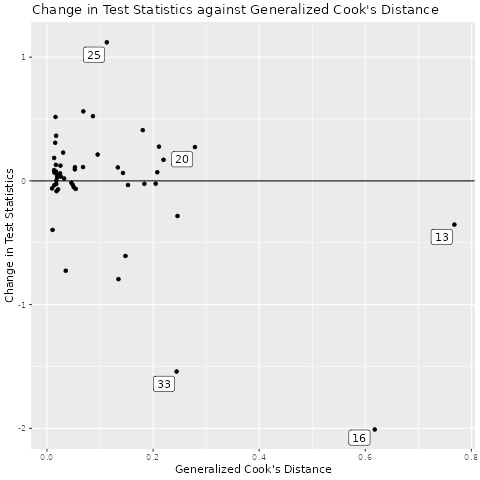 Change in Test Statistics against Generalized Cook's Distance
25
1
20
0
13
-1
33
16
-2
0.0 0.2 0.4 0.6 0.8
Generalized Cook's Distance
Change in Test Statistics